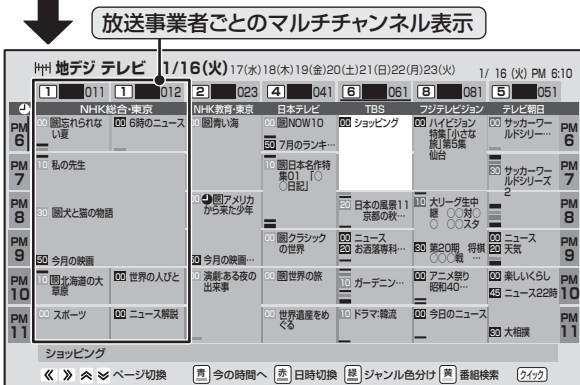 放送事業者ごとのマルチチャンネル表示
地デジ テレビ 1/16(火) 17(水)18(木)19(金)20(土)21(日)22(月)23(火) 1/ 16 (火) PM 6:10
1 011 1 012 2 023 4 041 6 061 8 081 5 051
NHK総合・東京 NHK教育・東京 日本テレビ TBS フジテレビジョン テレビ朝日
PM 6
00 忘れられない夏
00 6時のニュース
00 青い海
00 NOW10
50 7月のランキ…
00 ショッピング
00 ハイビジョン特集「小さな旅」第5集 仙台
00 サッカーワールドシリー…
PM 6
PM 7
10 私の先生
10 日本名作特集01 「○○日記」
30 サッカーワールドシリーズ2
PM 7
PM 8
30 犬と猫の物語
00 アメリカから来た少年
20 日本の風景11 京都の秋…
10 大リーグ生中継 ○○対○○ ○○スタ
PM 8
PM 9
50 今月の映画
50 今月の映画…
00 クラシックの世界
00 ニュース
20 お洒落専科…
30 第20期 将棋○○○戦 …
00 ニュース
20 天気
PM 9
PM 10
10 北海道の大草原
00 世界の人びと
00 演劇:ある夜の出来事
00 世界の旅
10 ガーデニン…
00 アニメ祭り 昭和40…
00 楽しいくらし
45 ニュース22時
PM 10
PM 11
00 スポーツ
00 ニュース解説
00 世界遺産をめぐる
10 ドラマ:韓流
00 今日のニュース
30 大相撲
PM 11
ショッピング
ページ切換 青 今の時間へ 赤 日時切換 緑 ジャンル色分け 黄 番組検索 クイック